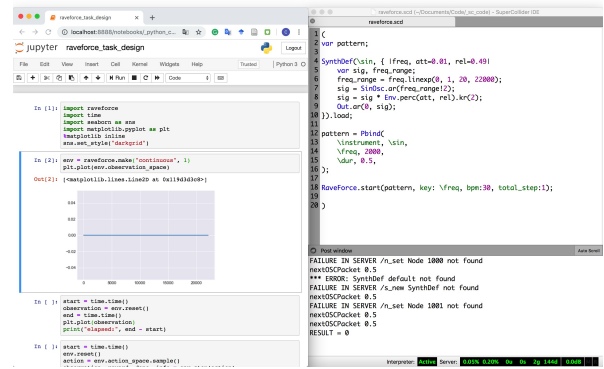 raveforce_task_design
localhost:8888/notebooks/_python_c...
jupyter raveforce_task_design
Logout
File Edit View Insert Cell Kernel Widgets Help
Trusted
Python 3 O
Run
Code
In [1]: import raveforce
import time
import seaborn as sns
import matplotlib.pyplot as plt
%matplotlib inline
sns.set_style("darkgrid")
In [2]: env = raveforce.make("continuous", 1)
plt.plot(env.observation_space)
Out[2]: [<matplotlib.lines.Line2D at 0x119d3d3c8>]
0.04
0.02
0.00
-0.02
-0.04
0 5000 10000 15000 20000
In [ ]: start = time.time()
observation = env.reset()
end = time.time()
plt.plot(observation)
print("elapsed:", end - start)
In [ ]: start = time.time()
env.reset()
action = env.action_space.sample()
raveforce.scd (~/Documents/Code/_sc_code) - SuperCollider IDE
raveforce.scd
1 (
2 var pattern;
3
4 SynthDef(\sin, { |freq, att=0.01, rel=0.49|
5 var sig, freq_range;
6 freq_range = freq.linexp(0, 1, 20, 22000);
7 sig = SinOsc.ar(freq_range!2);
8 sig = sig * Env.perc(att, rel).kr(2);
9 Out.ar(0, sig);
10 }).load;
11
12 pattern = Pbind(
13 \instrument, \sin,
14 \freq, 2000,
15 \dur, 0.5,
16 );
17
18 RaveForce.start(pattern, key: \freq, bpm:30, total_step:1);
19
20 )
Post window
Auto Scroll
FAILURE IN SERVER /n_set Node 1000 not found
nextOSCPacket 0.5
*** ERROR: SynthDef default not found
FAILURE IN SERVER /s_new SynthDef not found
nextOSCPacket 0.5
FAILURE IN SERVER /n_set Node 1001 not found
nextOSCPacket 0.5
nextOSCPacket 0.5
RESULT = 0
Interpreter: Active Server: 0.05% 0.20% 0u 0s 2g 144d 0.0dB